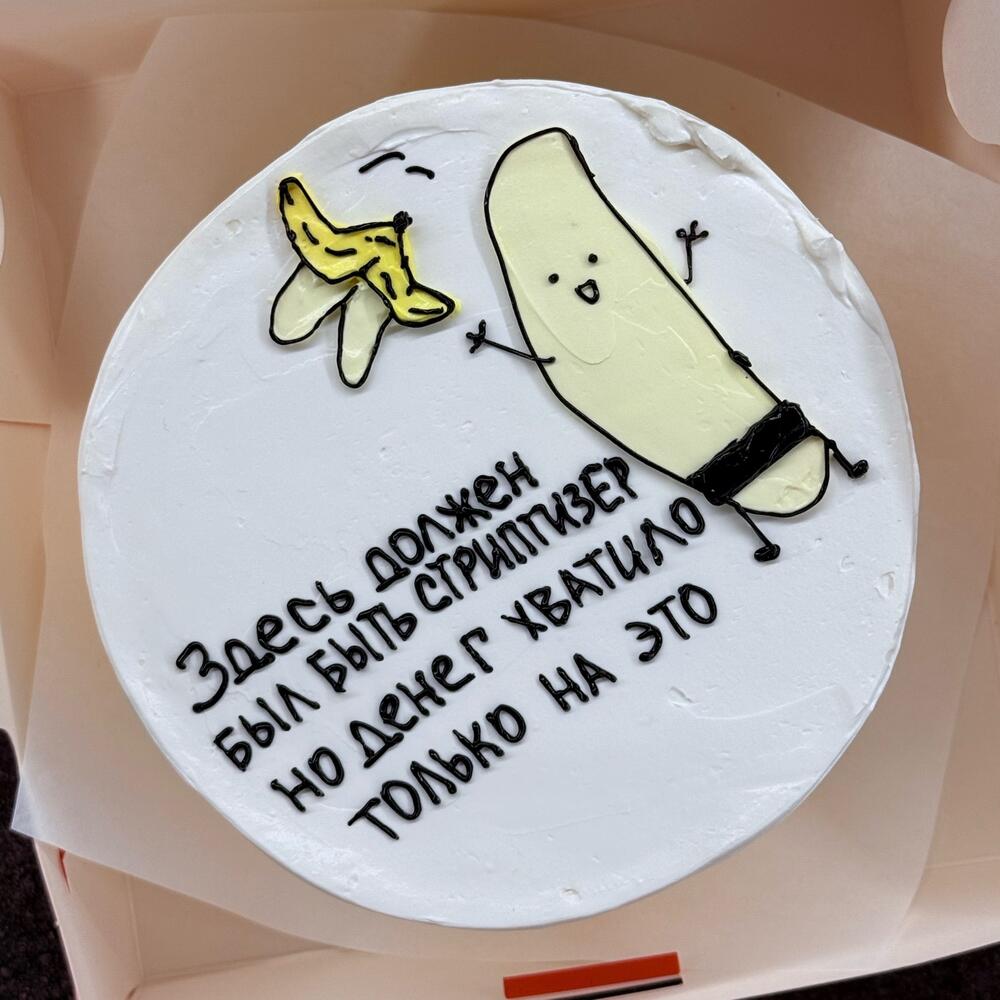 Здесь должен
был быть стриптизер
но денег хватило
только на это